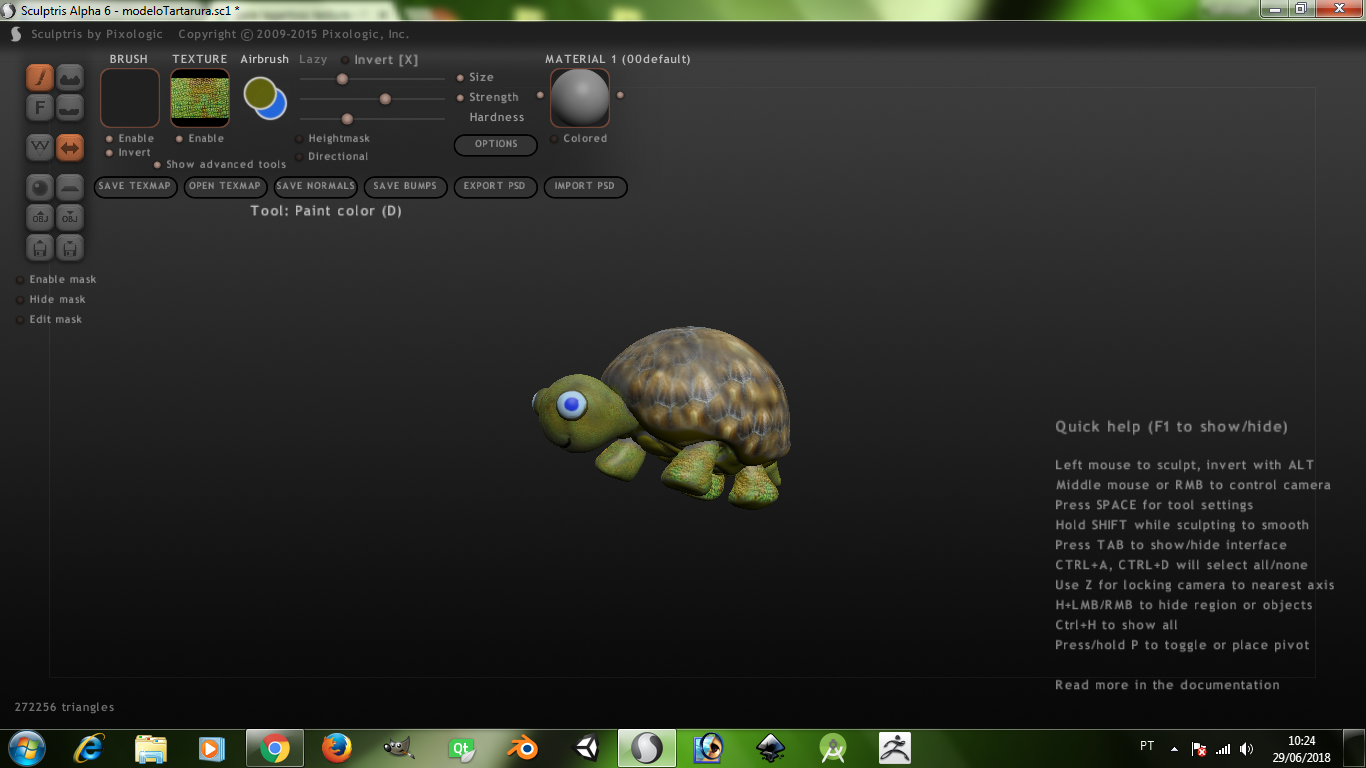 Sculptris Alpha 6 - modeloTartarura.sc1 *
Sculptris by Pixologic Copyright © 2009-2015 Pixologic, Inc.
BRUSH TEXTURE Airbrush Lazy Invert [X] MATERIAL 1 (00default)
Size
Strength
Hardness
Enable Enable Heightmask OPTIONS Colored
Invert Directional
Show advanced tools
SAVE TEXMAP OPEN TEXMAP SAVE NORMALS SAVE BUMPS EXPORT PSD IMPORT PSD
Tool: Paint color (D)
F
OBJ OBJ
Enable mask
Hide mask
Edit mask
Quick help (F1 to show/hide)
Left mouse to sculpt, invert with ALT
Middle mouse or RMB to control camera
Press SPACE for tool settings
Hold SHIFT while sculpting to smooth
Press TAB to show/hide interface
CTRL+A, CTRL+D will select all/none
Use Z for locking camera to nearest axis
H+LMB/RMB to hide region or objects
Ctrl+H to show all
Press/hold P to toggle or place pivot
Read more in the documentation
272256 triangles
Qt
PT
10:24
29/06/2018